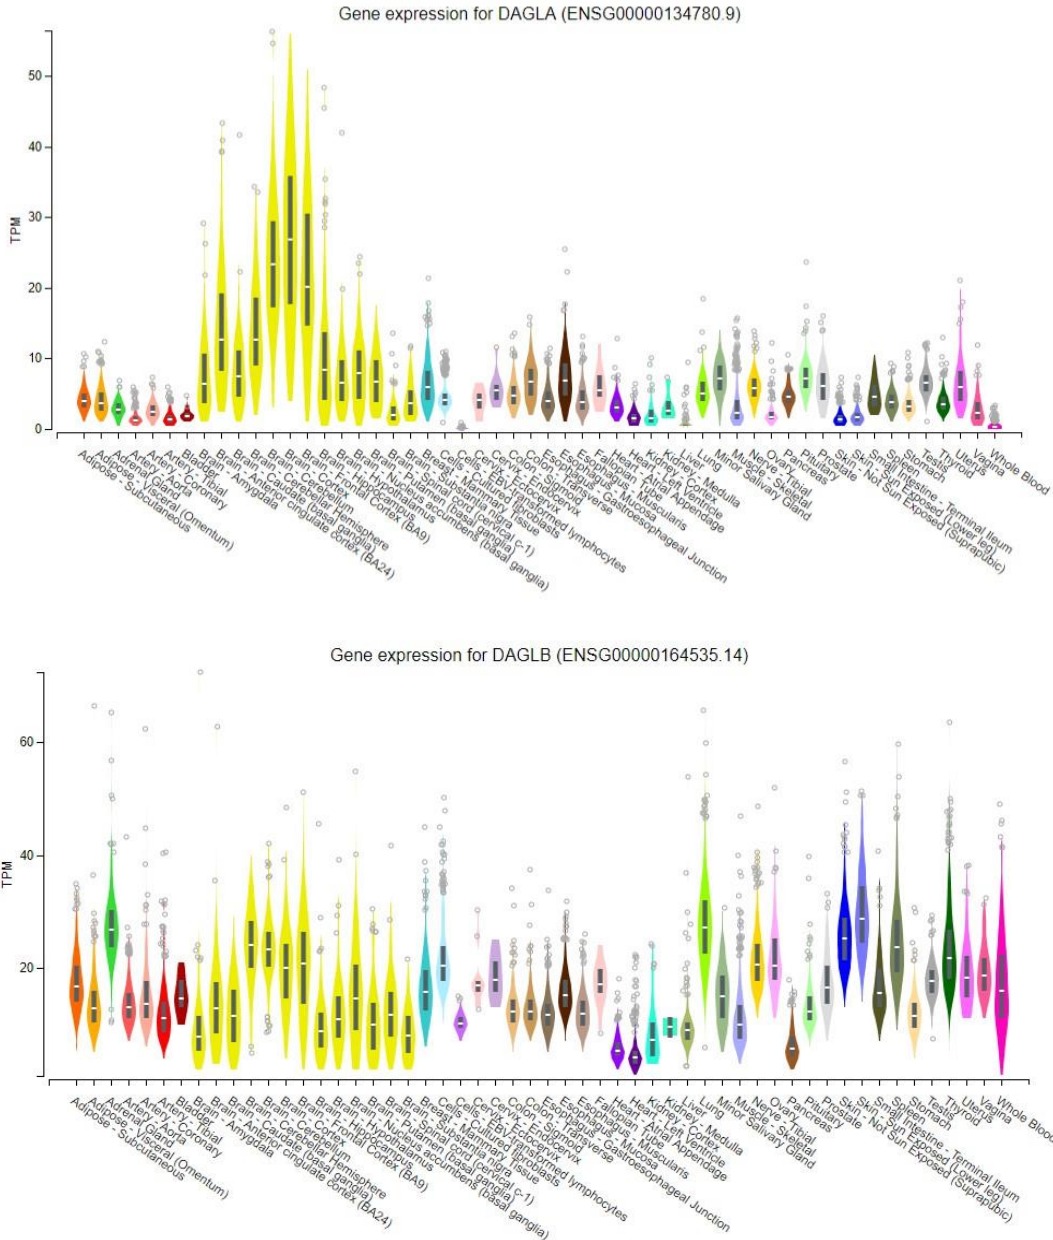 Gene expression for DAGLA (ENSG00000134780.9)
50
40
30
20
10
0
TPM
Adipose - Subcutaneous
Adipose - Visceral (Omentum)
Adrenal Gland
Artery - Aorta
Artery - Coronary
Artery - Tibial
Bladder
Brain - Amygdala
Brain - Anterior cingulate cortex (BA24)
Brain - Caudate (basal ganglia)
Brain - Cerebellar Hemisphere
Brain - Cerebellum
Brain - Cortex
Brain - Frontal Cortex (BA9)
Brain - Hippocampus
Brain - Hypothalamus
Brain - Nucleus accumbens (basal ganglia)
Brain - Putamen (basal ganglia)
Brain - Spinal cord (cervical c-1)
Brain - Substantia nigra
Breast - Mammary Tissue
Cells - Cultured fibroblasts
Cells - EBV-transformed lymphocytes
Cervix - Ectocervix
Cervix - Endocervix
Colon - Sigmoid
Colon - Transverse
Esophagus - Gastroesophageal Junction
Esophagus - Mucosa
Esophagus - Muscularis
Fallopian Tube
Heart - Atrial Appendage
Heart - Left Ventricle
Kidney - Cortex
Kidney - Medulla
Liver
Lung
Minor Salivary Gland
Muscle - Skeletal
Nerve - Tibial
Ovary
Pancreas
Pituitary
Prostate
Skin - Not Sun Exposed (Suprapubic)
Skin - Sun Exposed (Lower leg)
Small Intestine - Terminal Ileum
Spleen
Stomach
Testis
Thyroid
Uterus
Vagina
Whole Blood
Gene expression for DAGLB (ENSG00000164535.14)
60
40
20
TPM
Adipose - Subcutaneous
Adipose - Visceral (Omentum)
Adrenal Gland
Artery - Aorta
Artery - Coronary
Artery - Tibial
Bladder
Brain - Amygdala
Brain - Anterior cingulate cortex (BA24)
Brain - Caudate (basal ganglia)
Brain - Cerebellar Hemisphere
Brain - Cerebellum
Brain - Cortex
Brain - Frontal Cortex (BA9)
Brain - Hippocampus
Brain - Hypothalamus
Brain - Nucleus accumbens (basal ganglia)
Brain - Putamen (basal ganglia)
Brain - Spinal cord (cervical c-1)
Brain - Substantia nigra
Breast - Mammary Tissue
Cells - Cultured fibroblasts
Cells - EBV-transformed lymphocytes
Cervix - Ectocervix
Cervix - Endocervix
Colon - Sigmoid
Colon - Transverse
Esophagus - Gastroesophageal Junction
Esophagus - Mucosa
Esophagus - Muscularis
Fallopian Tube
Heart - Atrial Appendage
Heart - Left Ventricle
Kidney - Cortex
Kidney - Medulla
Liver
Lung
Minor Salivary Gland
Muscle - Skeletal
Nerve - Tibial
Ovary
Pancreas
Pituitary
Prostate
Skin - Not Sun Exposed (Suprapubic)
Skin - Sun Exposed (Lower leg)
Small Intestine - Terminal Ileum
Spleen
Stomach
Testis
Thyroid
Uterus
Vagina
Whole Blood